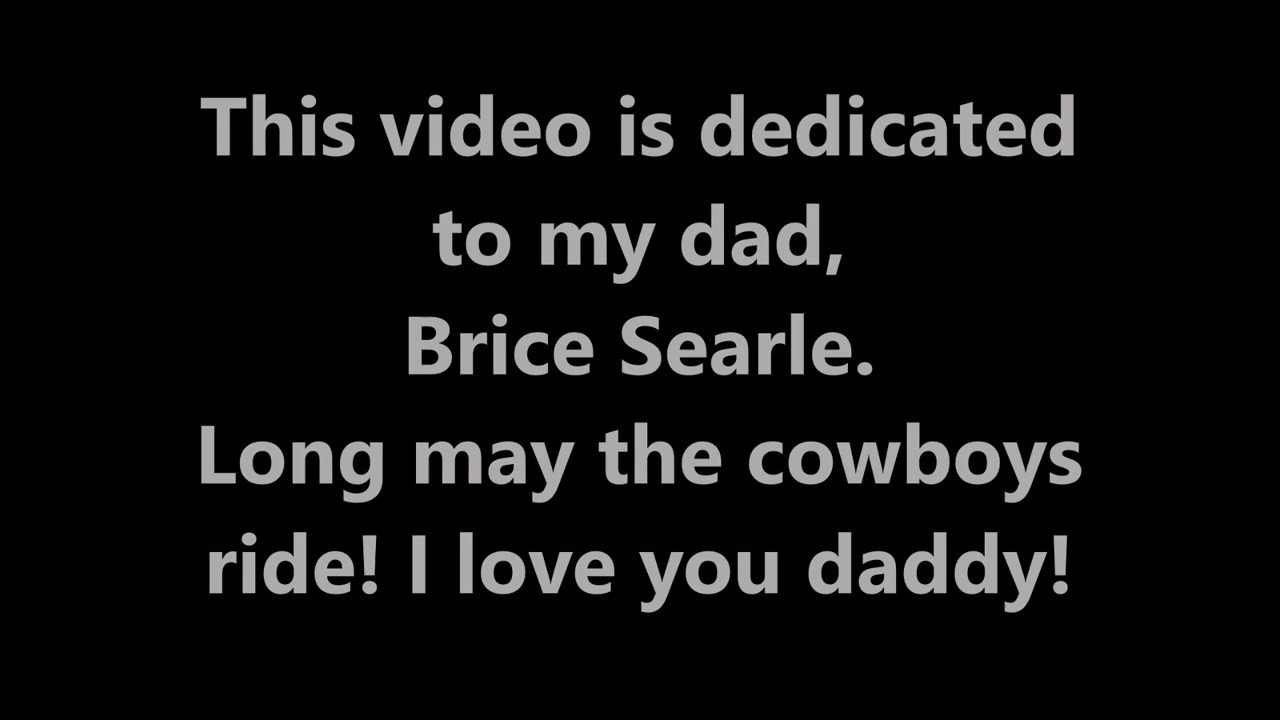 This video is dedicated
to my dad,
Brice Searle.
Long may the cowboys
ride! I love you daddy!